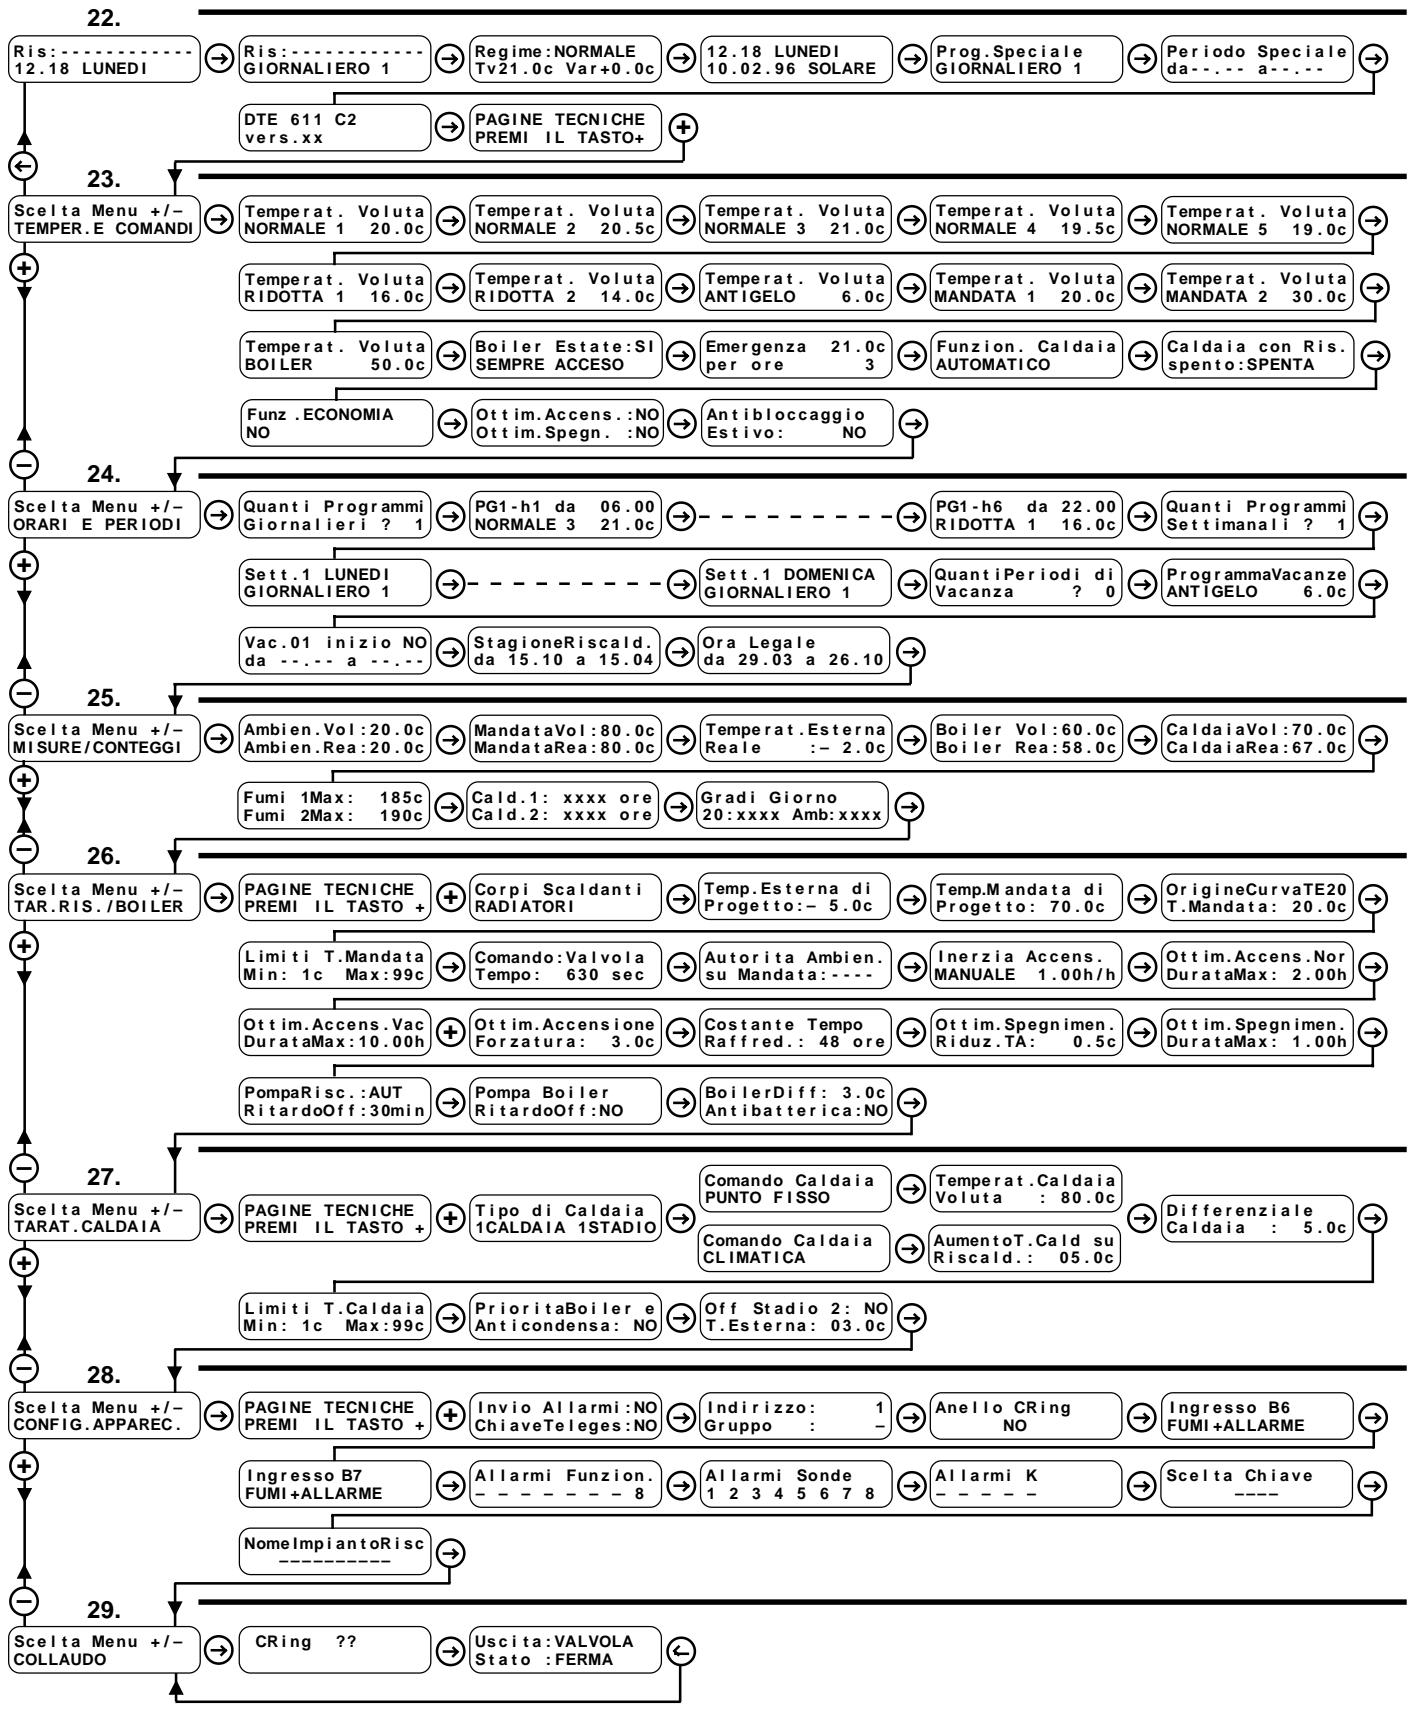 22.
Ris:------------
12.18 LUNEDI
Ris:------------
GIORNALIERO 1
Regime:NORMALE
Tv21.0c Var+0.0c
12.18 LUNEDI
10.02.96 SOLARE
Prog.Speciale
GIORNALIERO 1
Periodo Speciale
da--.-- a--.--
DTE 611 C2
vers.xx
PAGINE TECNICHE
PREMI IL TASTO+
23.
Scelta Menu +/–
TEMPER.E COMANDI
Temperat. Voluta
NORMALE 1 20.0c
Temperat. Voluta
NORMALE 2 20.5c
Temperat. Voluta
NORMALE 3 21.0c
Temperat. Voluta
NORMALE 4 19.5c
Temperat. Voluta
NORMALE 5 19.0c
Temperat. Voluta
RIDOTTA 1 16.0c
Temperat. Voluta
RIDOTTA 2 14.0c
Temperat. Voluta
ANTIGELO 6.0c
Temperat. Voluta
MANDATA 1 20.0c
Temperat. Voluta
MANDATA 2 30.0c
Temperat. Voluta
BOILER 50.0c
Boiler Estate:SI
SEMPRE ACCESO
Emergenza 21.0c
per ore 3
Funzion. Caldaia
AUTOMATICO
Caldaia con Ris.
spento:SPENTA
Funz .ECONOMIA
NO
Ottim.Accens.:NO
Ottim.Spegn. :NO
Antibloccaggio
Estivo: NO
24.
Scelta Menu +/–
ORARI E PERIODI
Quanti Programmi
Giornalieri ? 1
PG1-h1 da 06.00
NORMALE 3 21.0c
PG1-h6 da 22.00
RIDOTTA 1 16.0c
Quanti Programmi
Settimanali ? 1
Sett.1 LUNEDI
GIORNALIERO 1
Sett.1 DOMENICA
GIORNALIERO 1
QuantiPeriodi di
Vacanza ? 0
ProgrammaVacanze
ANTIGELO 6.0c
Vac.01 inizio NO
da --.-- a --.--
StagioneRiscald.
da 15.10 a 15.04
Ora Legale
da 29.03 a 26.10
25.
Scelta Menu +/–
MISURE/CONTEGGI
Ambien.Vol:20.0c
Ambien.Rea:20.0c
MandataVol:80.0c
MandataRea:80.0c
Temperat.Esterna
Reale :– 2.0c
Boiler Vol:60.0c
Boiler Rea:58.0c
CaldaiaVol:70.0c
CaldaiaRea:67.0c
Fumi 1Max: 185c
Fumi 2Max: 190c
Cald.1: xxxx ore
Cald.2: xxxx ore
Gradi Giorno
20:xxxx Amb:xxxx
26.
Scelta Menu +/–
TAR.RIS./BOILER
PAGINE TECNICHE
PREMI IL TASTO +
Corpi Scaldanti
RADIATORI
Temp.Esterna di
Progetto:– 5.0c
Temp.Mandata di
Progetto: 70.0c
OrigineCurvaTE20
T.Mandata: 20.0c
Limiti T.Mandata
Min: 1c Max:99c
Comando:Valvola
Tempo: 630 sec
Autorita Ambien.
su Mandata:----
Inerzia Accens.
MANUALE 1.00h/h
Ottim.Accens.Nor
DurataMax: 2.00h
Ottim.Accens.Vac
DurataMax:10.00h
Ottim.Accensione
Forzatura: 3.0c
Costante Tempo
Raffred.: 48 ore
Ottim.Spegnimen.
Riduz.TA: 0.5c
Ottim.Spegnimen.
DurataMax: 1.00h
PompaRisc.:AUT
RitardoOff:30min
Pompa Boiler
RitardoOff:NO
BoilerDiff: 3.0c
Antibatterica:NO
27.
Scelta Menu +/–
TARAT.CALDAIA
PAGINE TECNICHE
PREMI IL TASTO +
Tipo di Caldaia
1CALDAIA 1STADIO
Comando Caldaia
PUNTO FISSO
Temperat.Caldaia
Voluta : 80.0c
Comando Caldaia
CLIMATICA
AumentoT.Cald su
Riscald.: 05.0c
Differenziale
Caldaia : 5.0c
Limiti T.Caldaia
Min: 1c Max:99c
PrioritaBoiler e
Anticondensa: NO
Off Stadio 2: NO
T.Esterna: 03.0c
28.
Scelta Menu +/–
CONFIG.APPAREC.
PAGINE TECNICHE
PREMI IL TASTO +
Invio Allarmi:NO
ChiaveTeleges:NO
Indirizzo: 1
Gruppo : –
Anello CRing
NO
Ingresso B6
FUMI+ALLARME
Ingresso B7
FUMI+ALLARME
Allarmi Funzion.
– – – – – – – 8
Allarmi Sonde
1 2 3 4 5 6 7 8
Allarmi K
– – – – –
Scelta Chiave
––––
NomeImpiantoRisc
––––––––––
29.
Scelta Menu +/–
COLLAUDO
CRing ??
Uscita:VALVOLA
Stato :FERMA